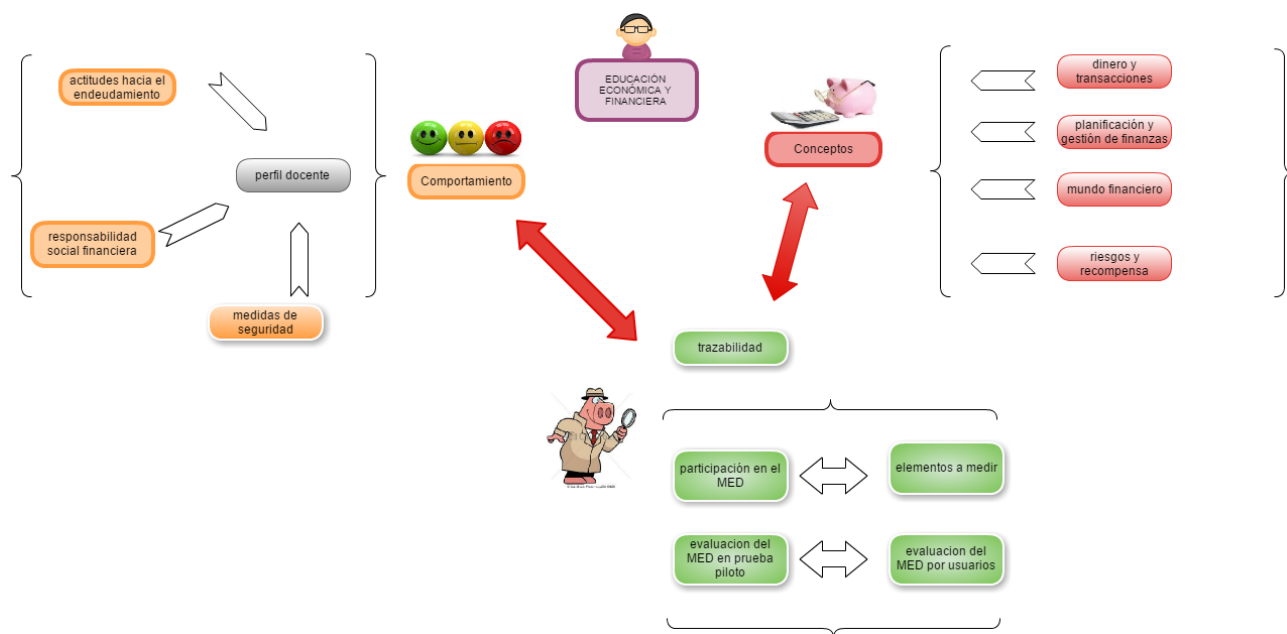 EDUCACIÓN
ECONÓMICA Y
FINANCIERA
actitudes hacia el
endeudamiento
perfil docente
responsabilidad
social financiera
medidas de
seguridad
Comportamiento
Conceptos
dinero y
transacciones
planificación y
gestión de finanzas
mundo financiero
riesgos y
recompensa
trazabilidad
participación en el
MED
elementos a medir
evaluacion del
MED en prueba
piloto
evaluacion del
MED por usuarios